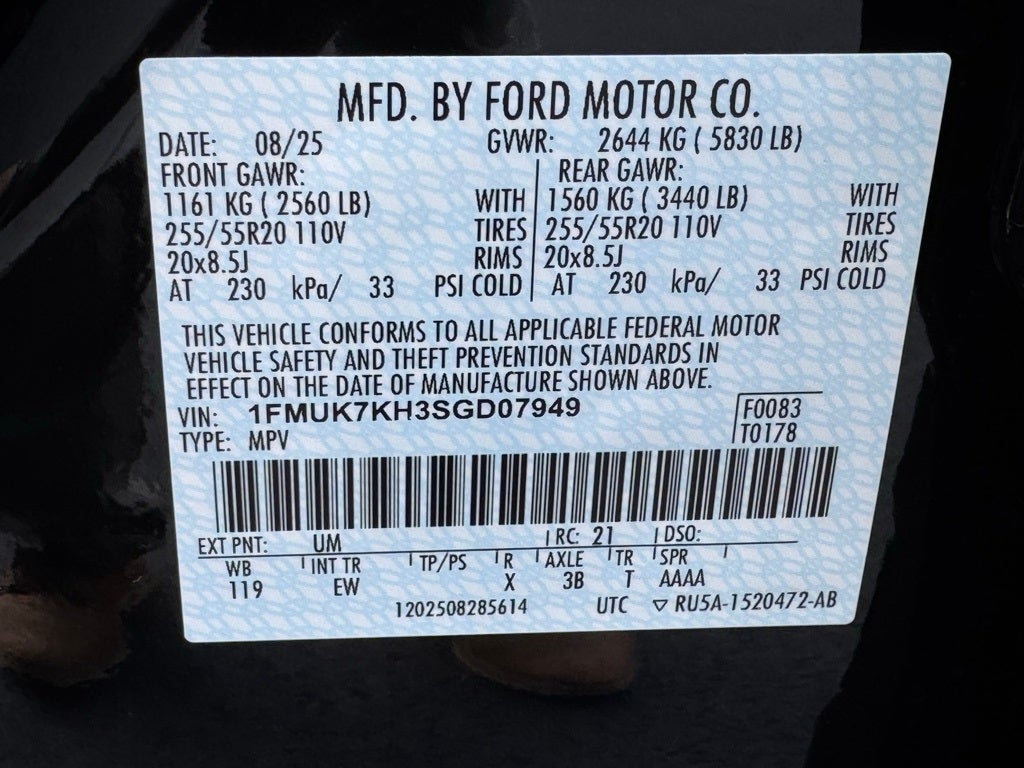 MFD. BY FORD MOTOR CO.
DATE: 08/25 GVWR: 2644 KG ( 5830 LB)
FRONT GAWR: REAR GAWR:
1161 KG ( 2560 LB) WITH 1560 KG ( 3440 LB) WITH
255/55R20 110V TIRES 255/55R20 110V TIRES
20x8.5J RIMS 20x8.5J RIMS
AT 230 kPa/ 33 PSI COLD AT 230 kPa/ 33 PSI COLD
THIS VEHICLE CONFORMS TO ALL APPLICABLE FEDERAL MOTOR
VEHICLE SAFETY AND THEFT PREVENTION STANDARDS IN
EFFECT ON THE DATE OF MANUFACTURE SHOWN ABOVE.
VIN: 1FMUK7KH3SGD07949 F0083
TYPE: MPV T0178
EXT PNT: UM RC: 21 DSO:
WB INT TR TP/PS R AXLE TR SPR
119 EW X 3B T AAAA
1202508285614 UTC ▽ RU5A-1520472-AB